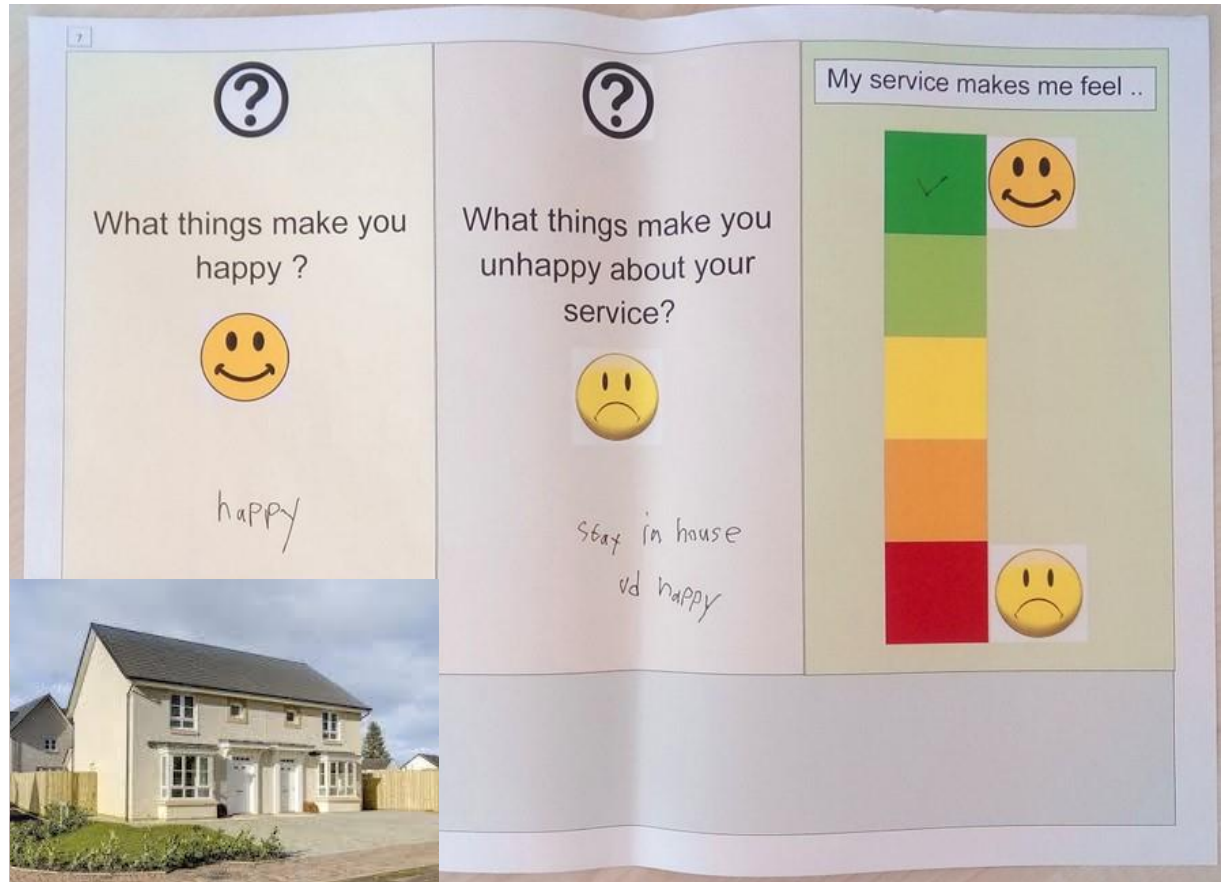 7
What things make you
happy ?
happy
What things make you
unhappy about your
service?
stay in house
vd happy
My service makes me feel ..